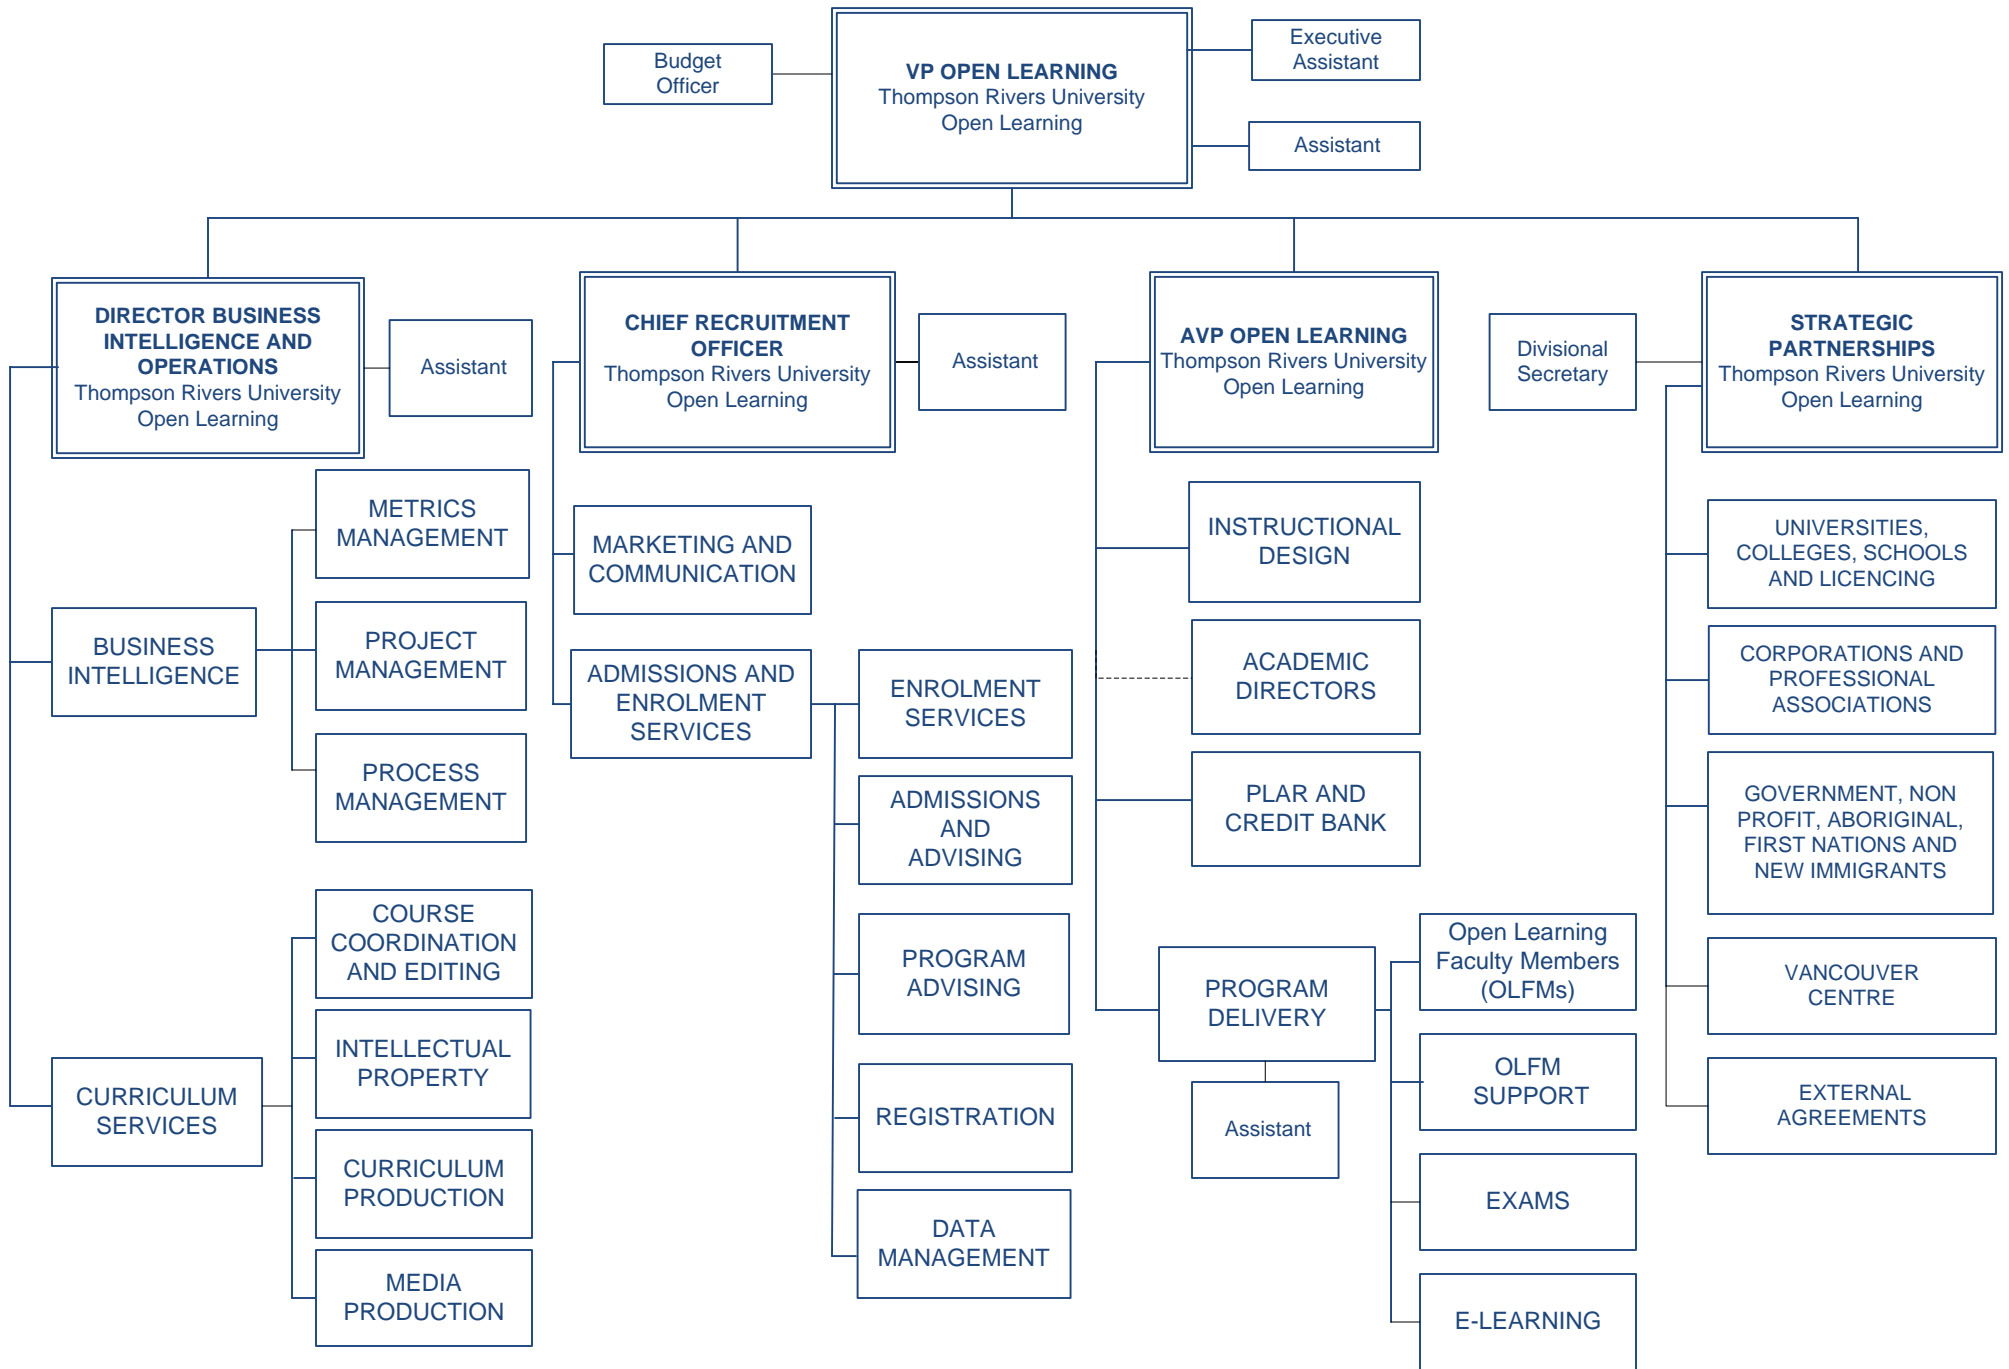 Budget
Officer
VP OPEN LEARNING
Thompson Rivers University
Open Learning
Executive
Assistant
Assistant
DIRECTOR BUSINESS
INTELLIGENCE AND
OPERATIONS
Thompson Rivers University
Open Learning
Assistant
CHIEF RECRUITMENT
OFFICER
Thompson Rivers University
Open Learning
Assistant
AVP OPEN LEARNING
Thompson Rivers University
Open Learning
Divisional
Secretary
STRATEGIC
PARTNERSHIPS
Thompson Rivers University
Open Learning
BUSINESS
INTELLIGENCE
METRICS
MANAGEMENT
PROJECT
MANAGEMENT
PROCESS
MANAGEMENT
CURRICULUM
SERVICES
COURSE
COORDINATION
AND EDITING
INTELLECTUAL
PROPERTY
CURRICULUM
PRODUCTION
MEDIA
PRODUCTION
MARKETING AND
COMMUNICATION
ADMISSIONS AND
ENROLMENT
SERVICES
ENROLMENT
SERVICES
ADMISSIONS
AND
ADVISING
PROGRAM
ADVISING
REGISTRATION
DATA
MANAGEMENT
INSTRUCTIONAL
DESIGN
ACADEMIC
DIRECTORS
PLAR AND
CREDIT BANK
PROGRAM
DELIVERY
Assistant
Open Learning
Faculty Members
(OLFMs)
OLFM
SUPPORT
EXAMS
E-LEARNING
UNIVERSITIES,
COLLEGES, SCHOOLS
AND LICENCING
CORPORATIONS AND
PROFESSIONAL
ASSOCIATIONS
GOVERNMENT, NON
PROFIT, ABORIGINAL,
FIRST NATIONS AND
NEW IMMIGRANTS
VANCOUVER
CENTRE
EXTERNAL
AGREEMENTS